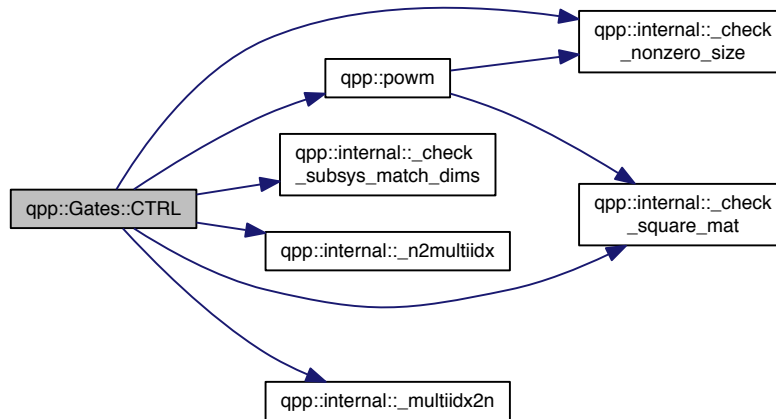 qpp::Gates::CTRL
qpp::internal::_check
_nonzero_size
qpp::powm
qpp::internal::_check
_subsys_match_dims
qpp::internal::_check
_square_mat
qpp::internal::_n2multiidx
qpp::internal::_multiidx2n